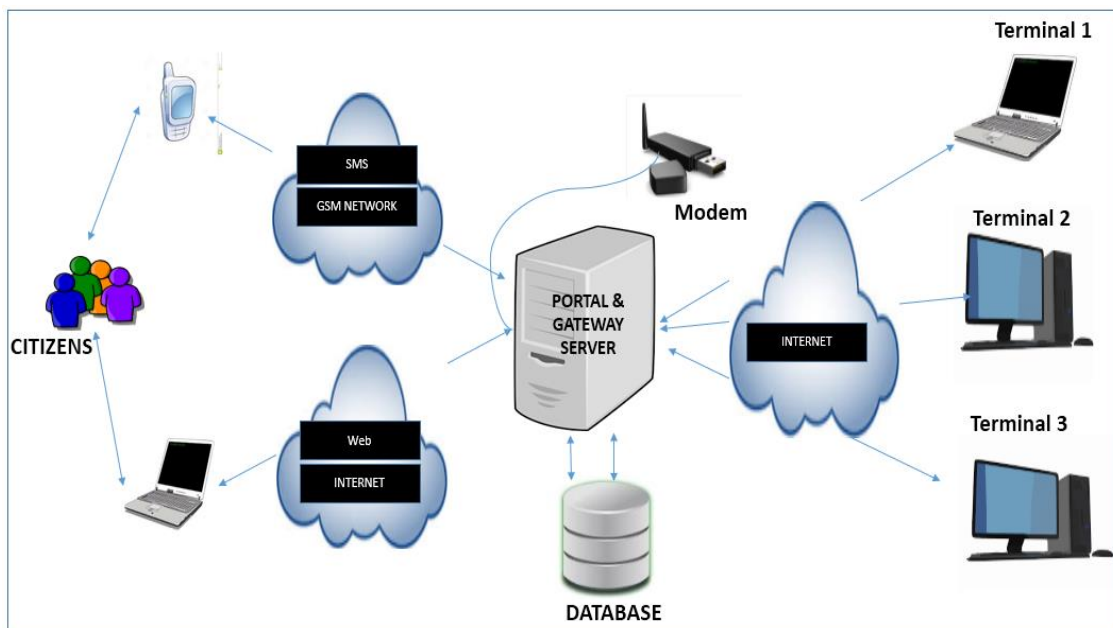 Terminal 1
SMS
GSM NETWORK
Modem
Terminal 2
PORTAL &
GATEWAY
SERVER
INTERNET
CITIZENS
Web
INTERNET
Terminal 3
DATABASE